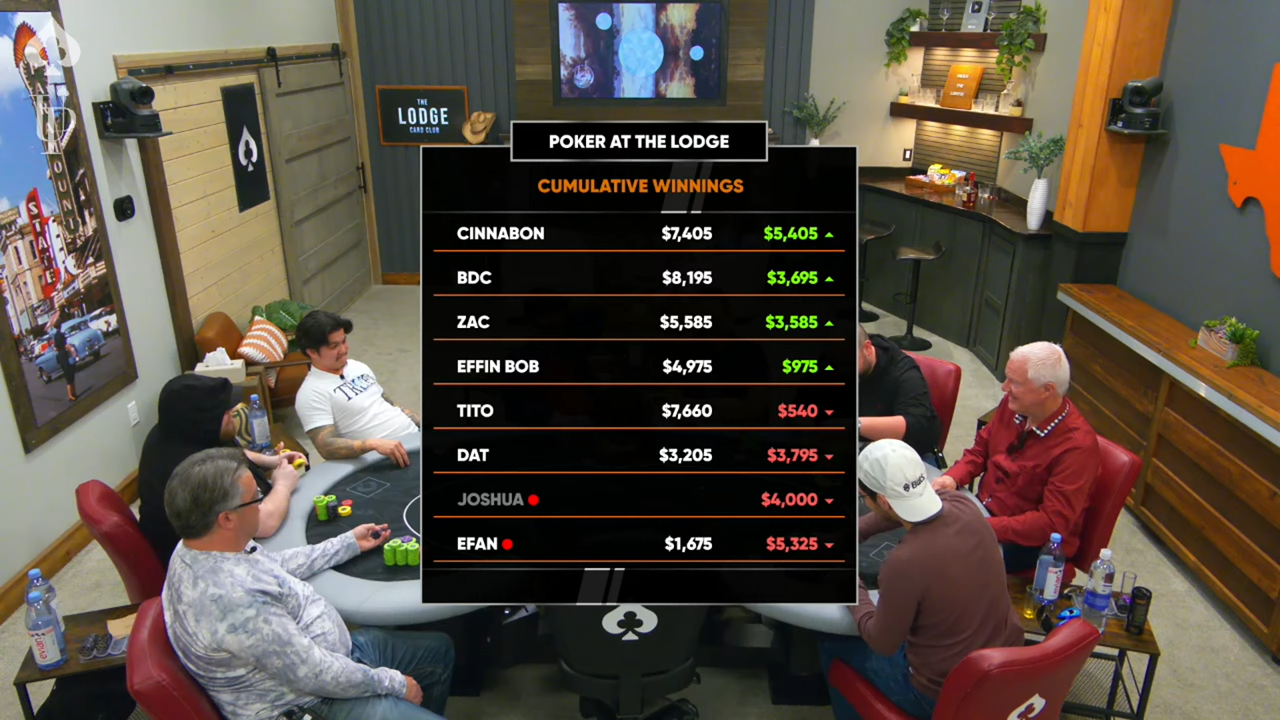 THE
LODGE
CARD CLUB
STATE
POKER AT THE LODGE
CUMULATIVE WINNINGS
CINNABON $7,405 $5,405
BDC $8,195 $3,695
ZAC $5,585 $3,585
EFFIN BOB $4,975 $975
TITO $7,660 $540
DAT $3,205 $3,795
JOSHUA $4,000
EFAN $1,675 $5,325